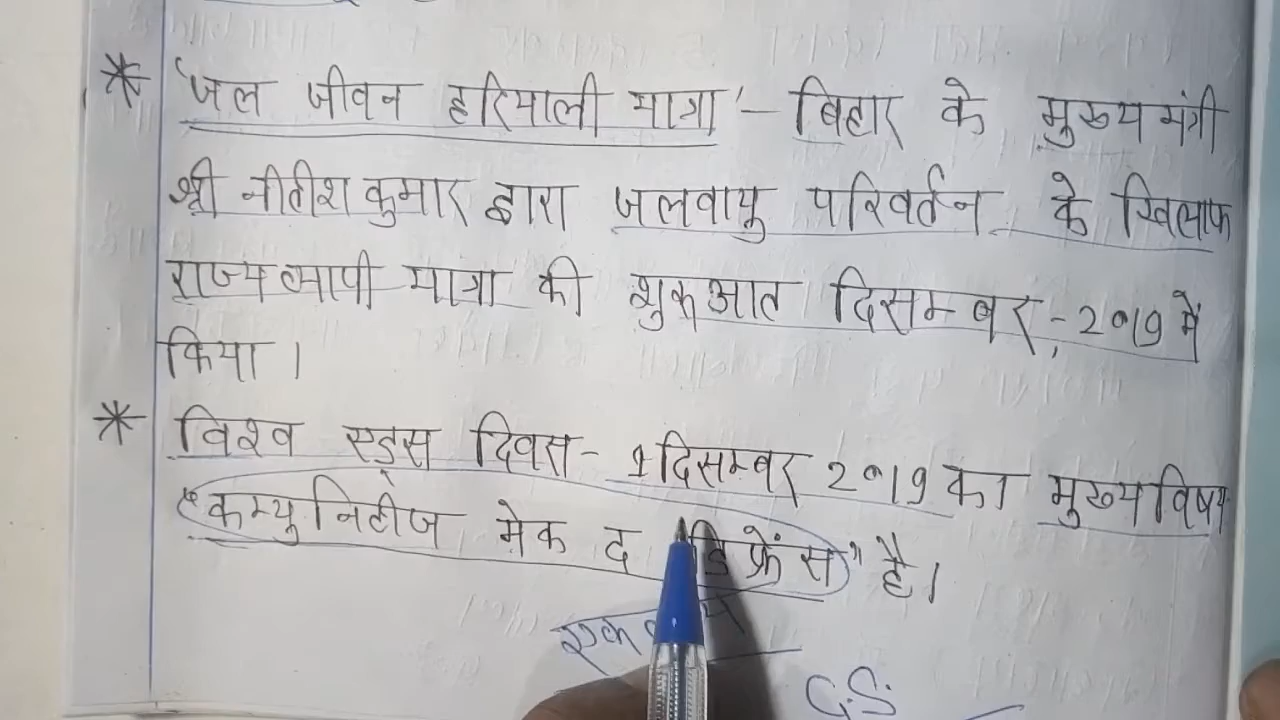 * 'जल जीवन हरियाली यात्रा' - बिहार के मुख्यमंत्री
श्री नीतीश कुमार द्वारा जलवायु परिवर्तन के खिलाफ
राज्यव्यापी यात्रा की शुरूआत दिसम्बर, 2019 में
किया।
* विश्व एड्स दिवस - 1 दिसम्बर 2019 का मुख्य विषय
"कम्युनिटीज मेक द डिफ्रेंस" है।
G.S.